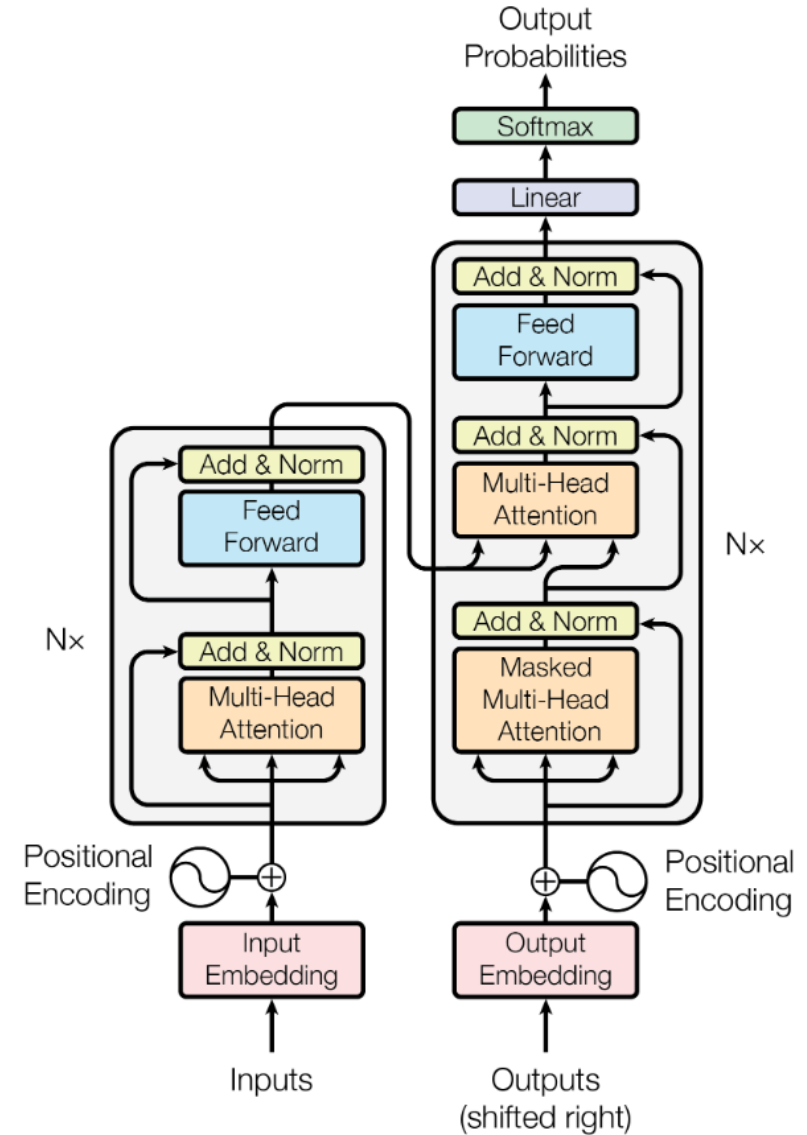 Output
Probabilities
Softmax
Linear
Add & Norm
Feed
Forward
Add & Norm
Multi-Head
Attention
Add & Norm
Masked
Multi-Head
Attention
N×
Add & Norm
Feed
Forward
Add & Norm
Multi-Head
Attention
N×
Positional
Encoding
Positional
Encoding
Input
Embedding
Output
Embedding
Inputs
Outputs
(shifted right)